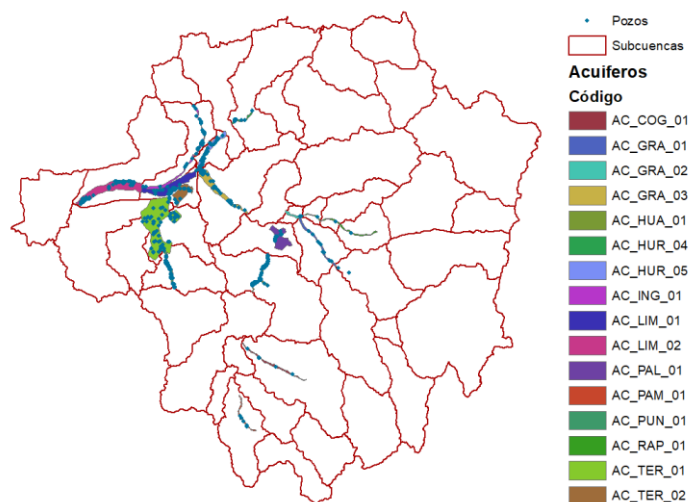 Pozos
Subcuencas
Acuíferos
Código
AC_COG_01
AC_GRA_01
AC_GRA_02
AC_GRA_03
AC_HUA_01
AC_HUR_04
AC_HUR_05
AC_ING_01
AC_LIM_01
AC_LIM_02
AC_PAL_01
AC_PAM_01
AC_PUN_01
AC_RAP_01
AC_TER_01
AC_TER_02